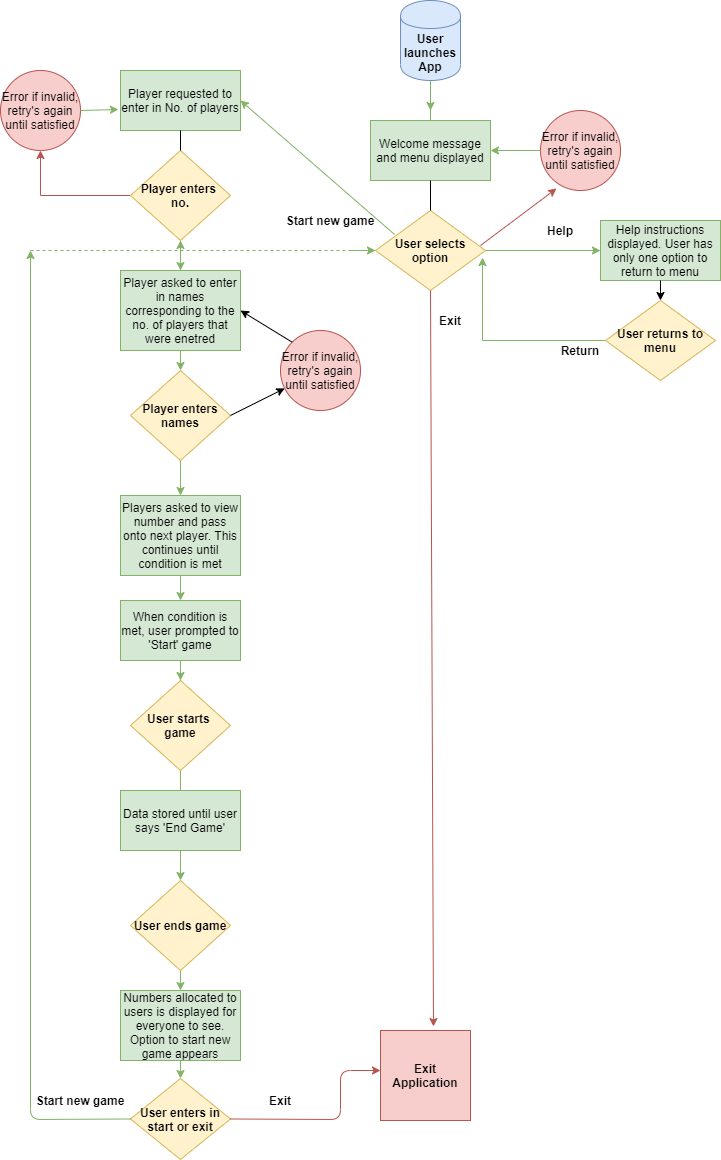 User
launches
App
Player requested to
enter in No. of players
Error if invalid,
retry's again
until satisfied
Welcome message
and menu displayed
Error if invalid,
retry's again
until satisfied
Player enters
no.
Start new game
User selects
option
Help
Help instructions
displayed. User has
only one option to
return to menu
Player asked to enter
in names
corresponding to the
no. of players that
were enetred
Exit
User returns to
menu
Return
Error if invalid,
retry's again
until satisfied
Player enters
names
Players asked to view
number and pass
onto next player. This
continues until
condition is met
When condition is
met, user prompted to
'Start' game
User starts
game
Data stored until user
says 'End Game'
User ends game
Numbers allocated to
users is displayed for
everyone to see.
Option to start new
game appears
Exit
Application
Start new game
User enters in
start or exit
Exit